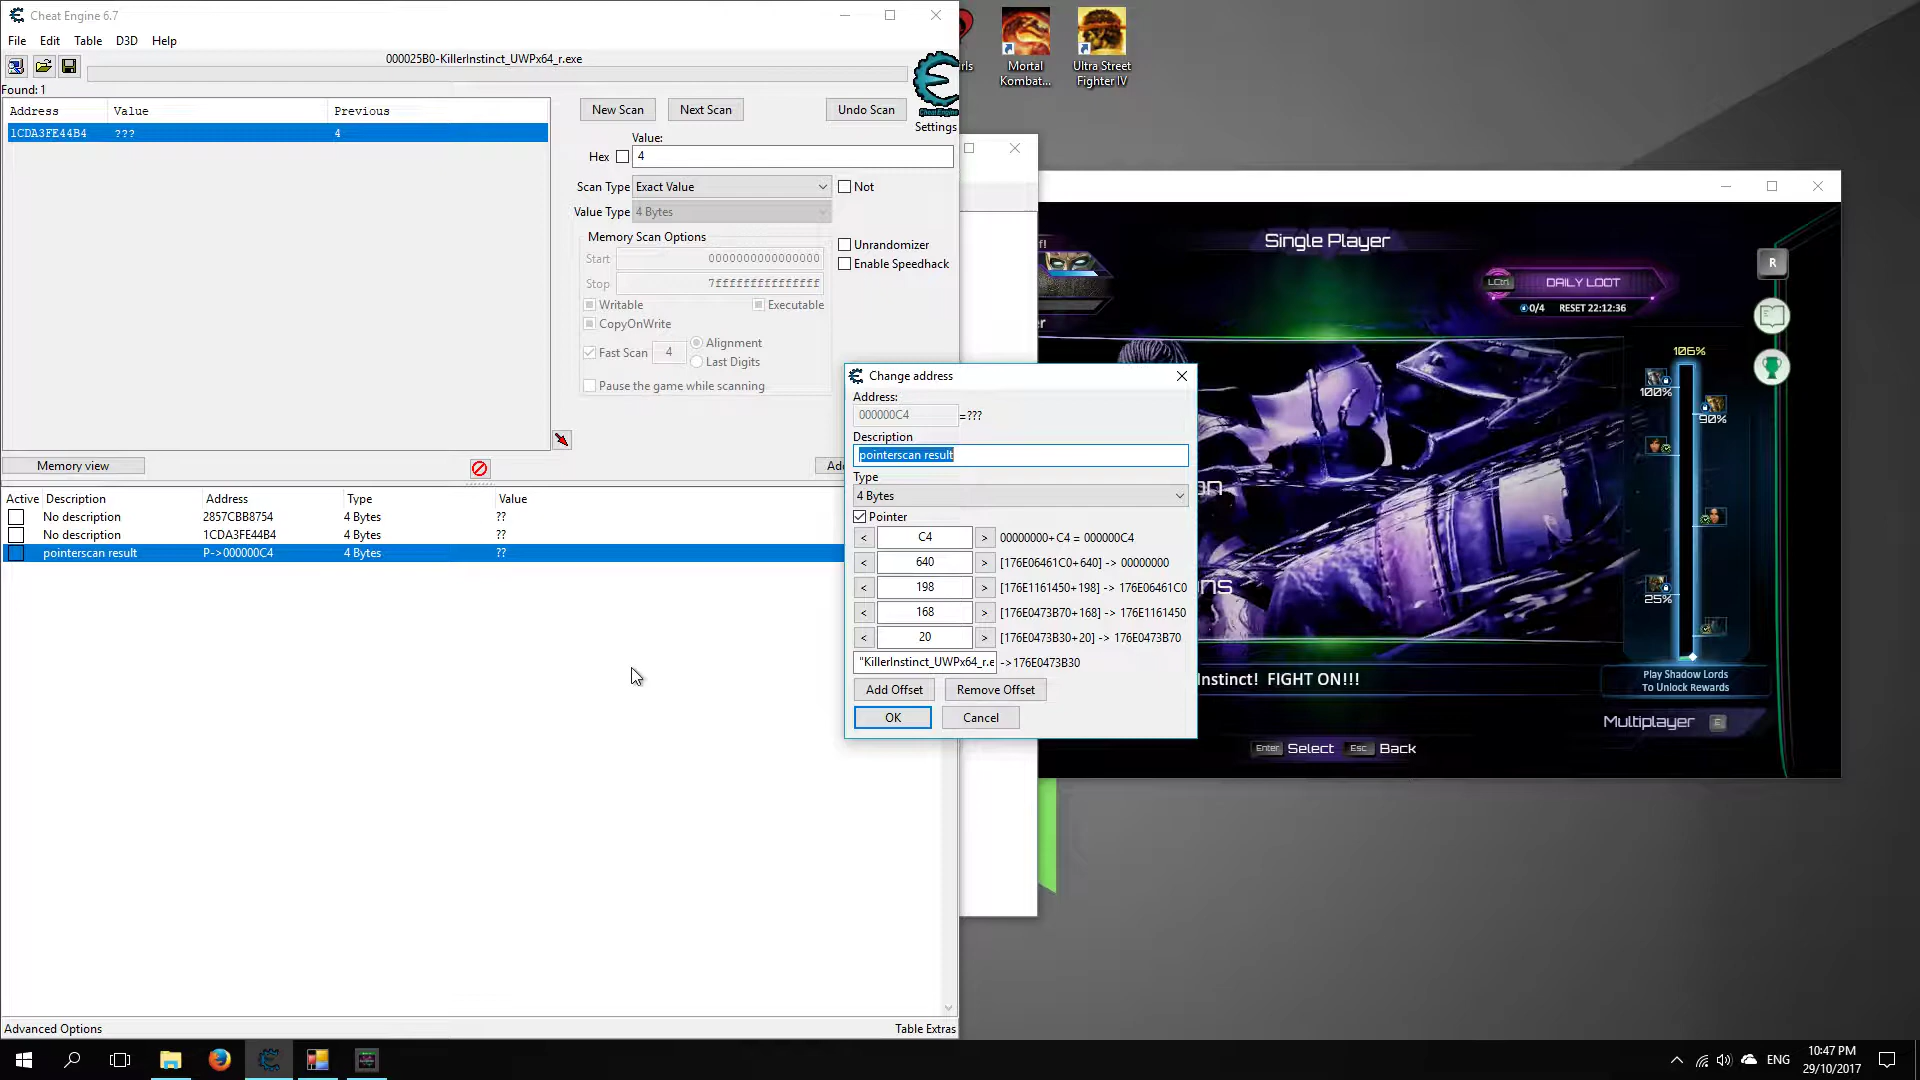 Cheat Engine 6.7
File Edit Table D3D Help
000025B0-KillerInstinct_UWPx64_r.exe
Found: 1
Address Value Previous
1CDA3FE44B4 ??? 4
New Scan Next Scan Undo Scan
Cheat Engine
Settings
Value:
Hex 4
Scan Type Exact Value Not
Value Type 4 Bytes
Memory Scan Options
Start 0000000000000000
Stop 7fffffffffffffff
Unrandomizer
Enable Speedhack
Writable Executable
CopyOnWrite
Fast Scan 4 Alignment
Last Digits
Pause the game while scanning
Memory view
Active Description Address Type Value
No description 2857CBB8754 4 Bytes ??
No description 1CDA3FE44B4 4 Bytes ??
pointerscan result P->000000C4 4 Bytes ??
Advanced Options Table Extras
Change address
Address:
000000C4 =???
Description
pointerscan result
Type
4 Bytes
Pointer
< C4 > 00000000+C4 = 000000C4
< 640 > [176E06461C0+640] -> 00000000
< 198 > [176E1161450+198] -> 176E06461C0
< 168 > [176E0473B70+168] -> 176E1161450
< 20 > [176E0473B30+20] -> 176E0473B70
"KillerInstinct_UWPx64_r.e ->176E0473B30
Add Offset Remove Offset
OK Cancel
Mortal
Kombat...
Ultra Street
Fighter IV
Single Player
LCtrl DAILY LOOT
0/4 RESET 22:12:36
R
106%
100%
90%
25%
Play Shadow Lords
To Unlock Rewards
nstinct! FIGHT ON!!!
Multiplayer E
Enter Select Esc Back
ENG
10:47 PM
29/10/2017